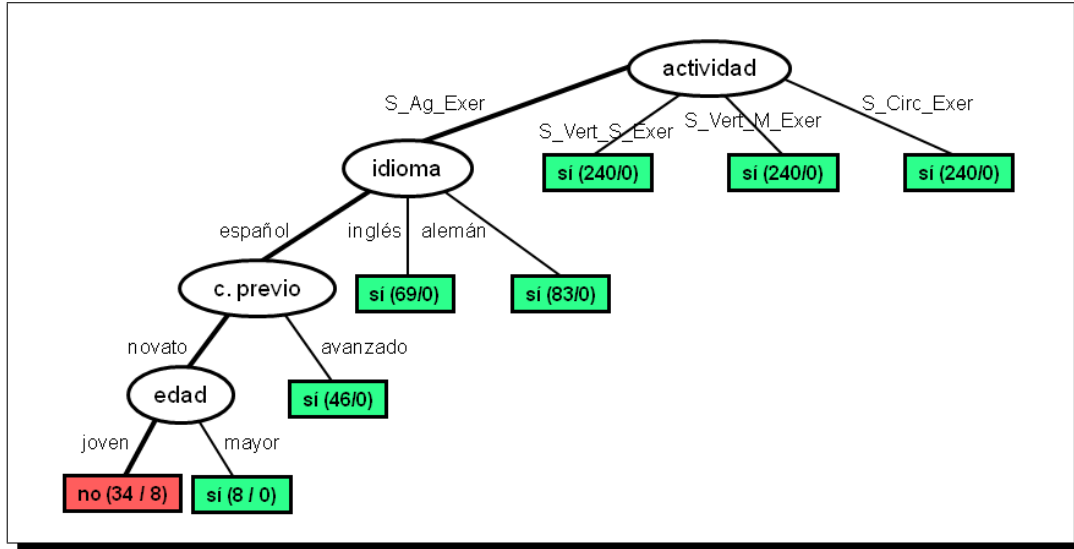 actividad
S_Ag_Exer
S_Vert_S_Exer
S_Vert_M_Exer
S_Circ_Exer
idioma
sí (240/0)
sí (240/0)
sí (240/0)
español
inglés
alemán
c. previo
sí (69/0)
sí (83/0)
novato
avanzado
edad
sí (46/0)
joven
mayor
no (34 / 8)
sí (8 / 0)